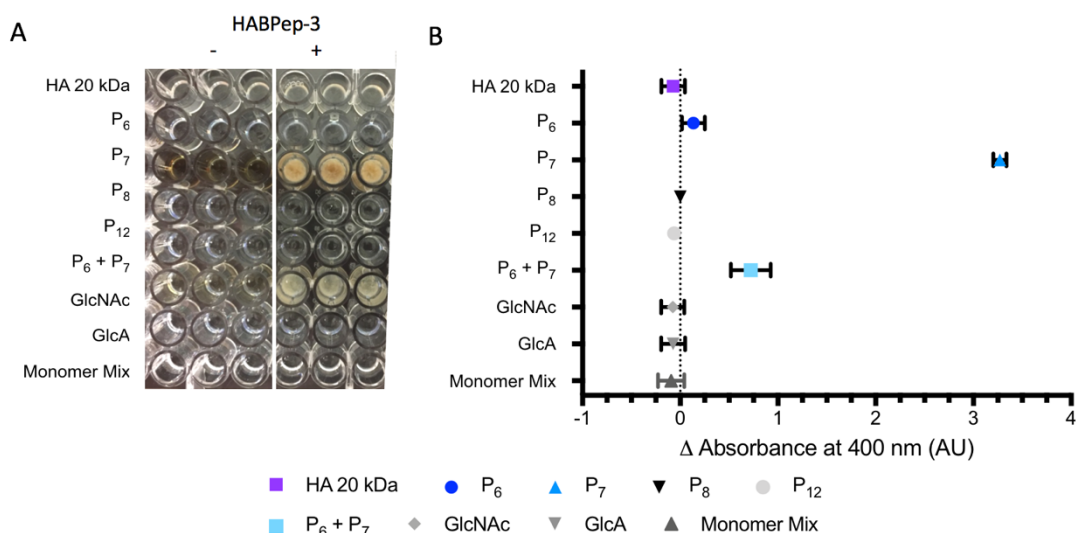 A
HABPep-3
- +
HA 20 kDa
P6
P7
P8
P12
P6 + P7
GlcNAc
GlcA
Monomer Mix
B
HA 20 kDa
P6
P7
P8
P12
P6 + P7
GlcNAc
GlcA
Monomer Mix
-1 0 1 2 3 4
Δ Absorbance at 400 nm (AU)
HA 20 kDa P6 P7 P8 P12
P6 + P7 GlcNAc GlcA Monomer Mix